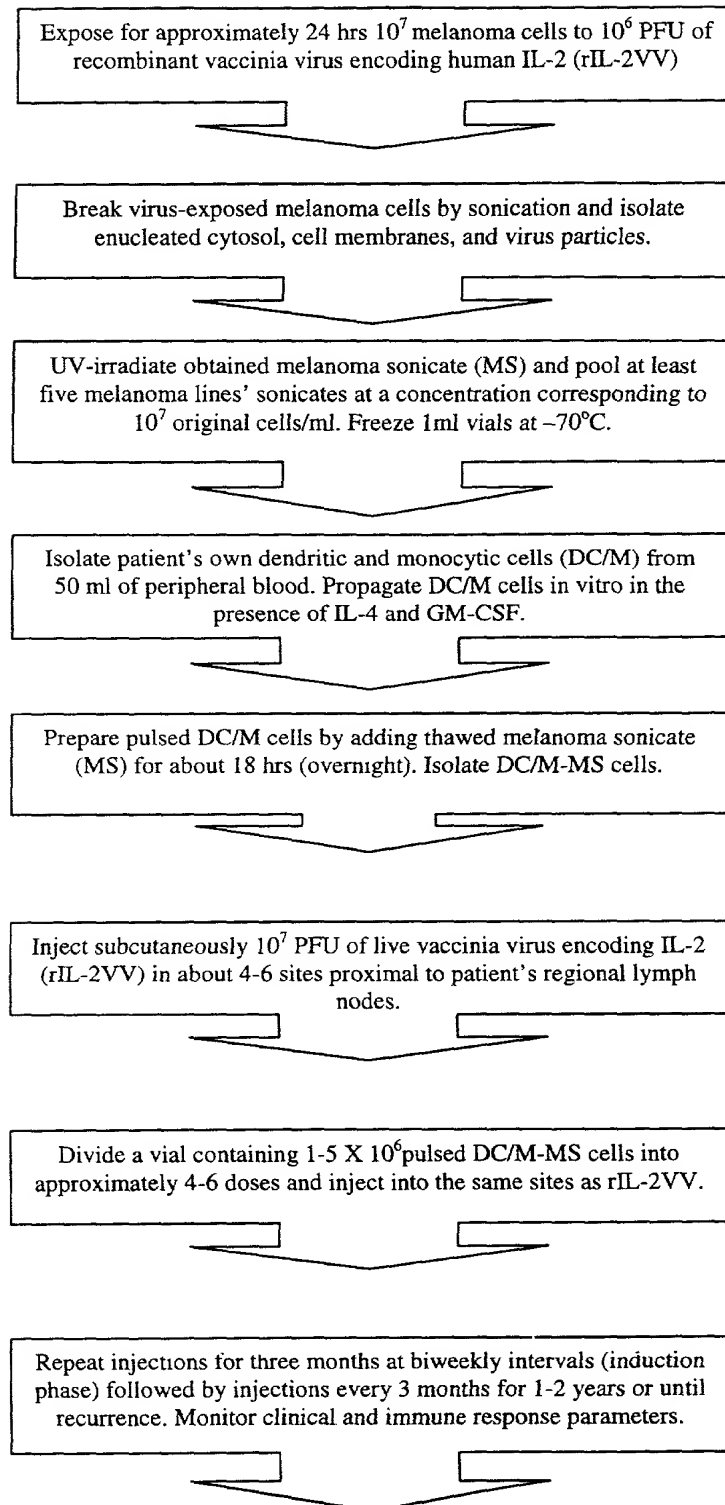 Expose for approximately 24 hrs 10⁷ melanoma cells to 10⁶ PFU of
recombinant vaccinia virus encoding human IL-2 (rIL-2VV)
Break virus-exposed melanoma cells by sonication and isolate
enucleated cytosol, cell membranes, and virus particles.
UV-irradiate obtained melanoma sonicate (MS) and pool at least
five melanoma lines' sonicates at a concentration corresponding to
10⁷ original cells/ml. Freeze 1ml vials at –70°C.
Isolate patient's own dendritic and monocytic cells (DC/M) from
50 ml of peripheral blood. Propagate DC/M cells in vitro in the
presence of IL-4 and GM-CSF.
Prepare pulsed DC/M cells by adding thawed melanoma sonicate
(MS) for about 18 hrs (overnight). Isolate DC/M-MS cells.
Inject subcutaneously 10⁷ PFU of live vaccinia virus encoding IL-2
(rIL-2VV) in about 4-6 sites proximal to patient's regional lymph
nodes.
Divide a vial containing 1-5 X 10⁶pulsed DC/M-MS cells into
approximately 4-6 doses and inject into the same sites as rIL-2VV.
Repeat injections for three months at biweekly intervals (induction
phase) followed by injections every 3 months for 1-2 years or until
recurrence. Monitor clinical and immune response parameters.